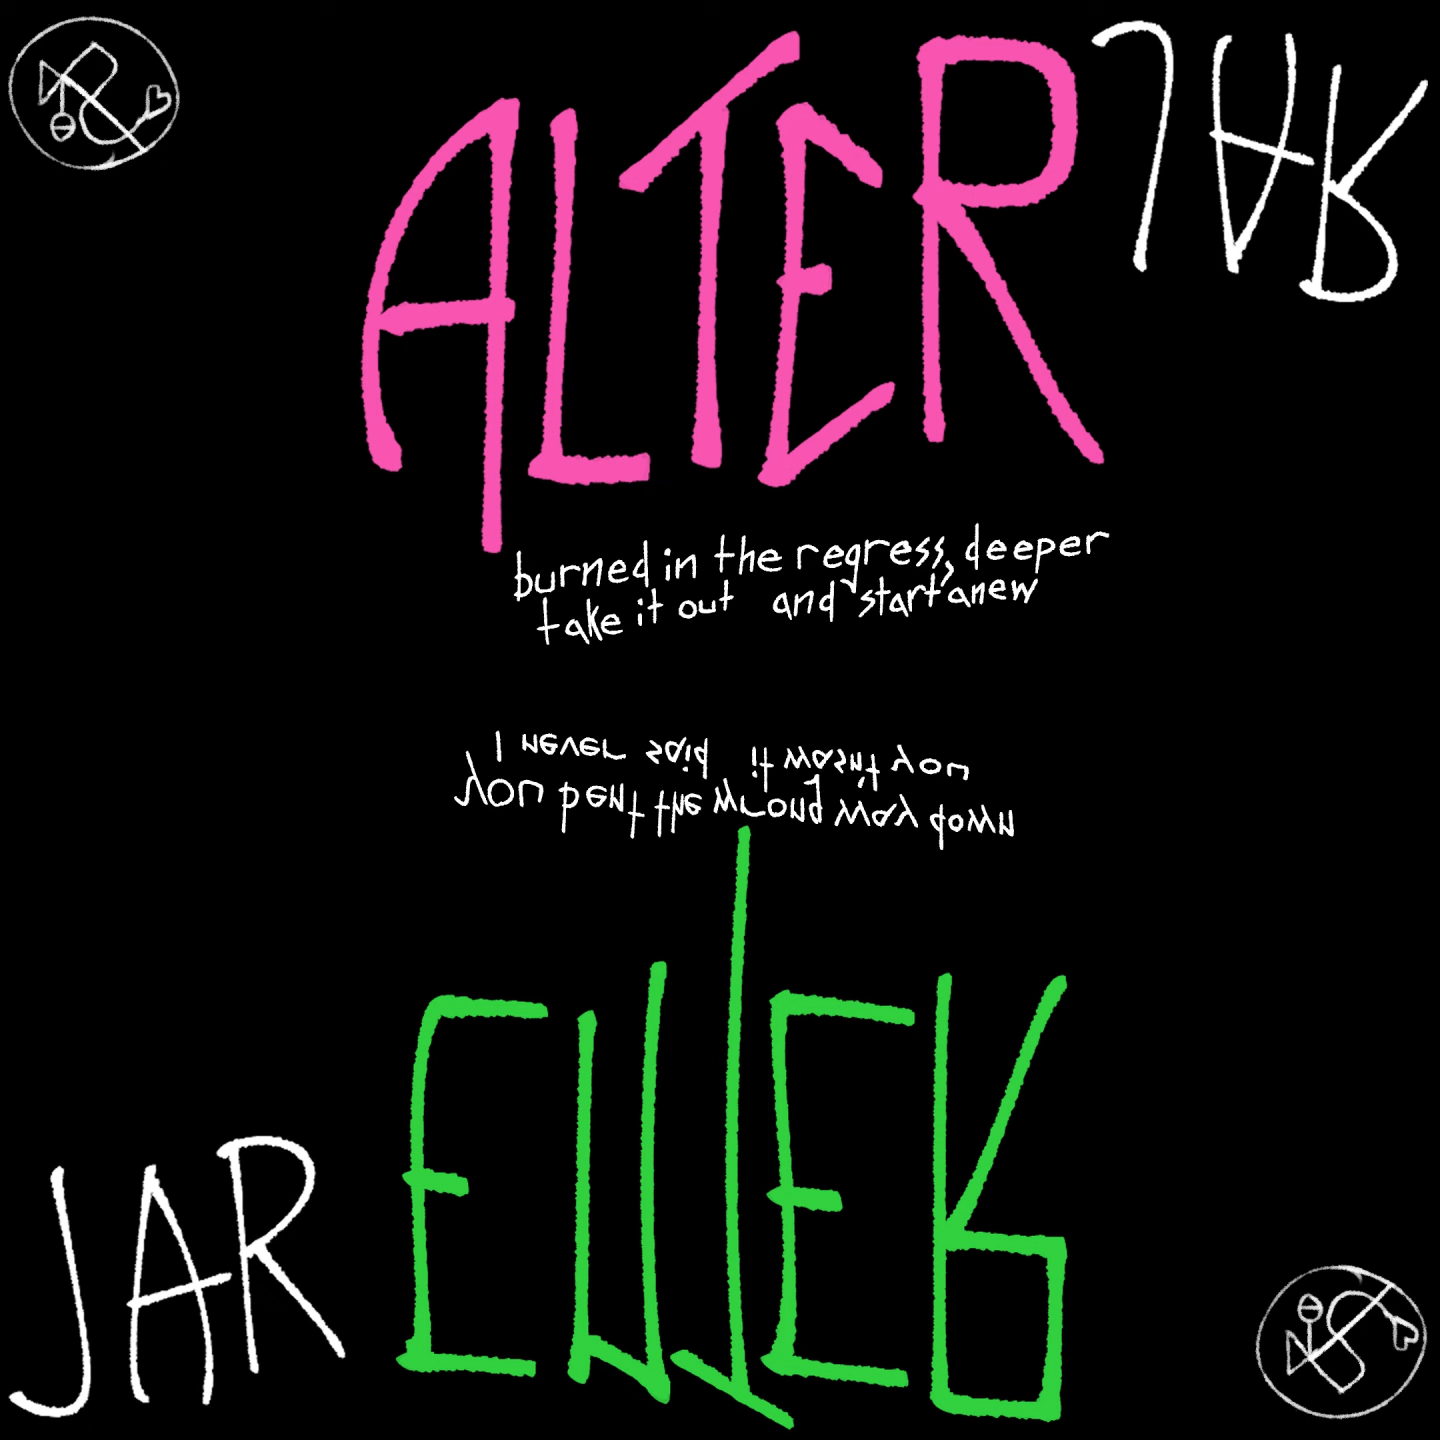 ALTER
JAR
burned in the regress, deeper
take it out and start anew
you bent the wrong way down
I never said it wasn't you
ENTER
JAR